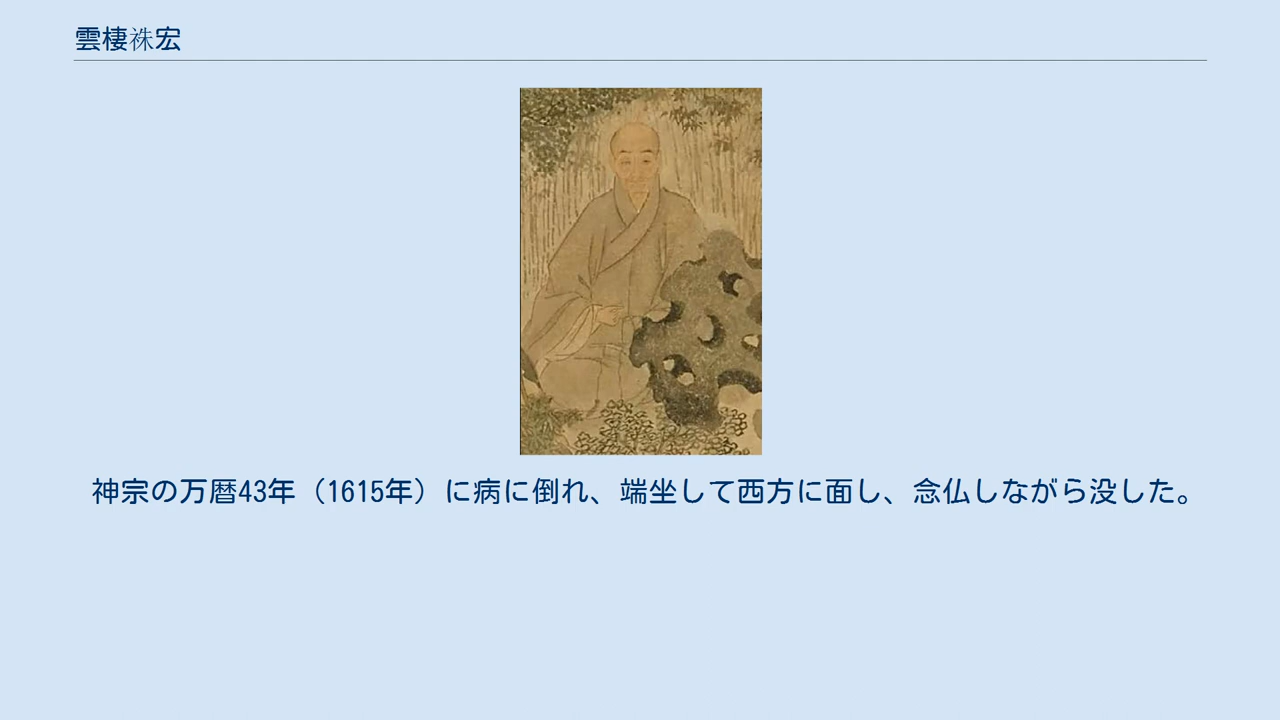 雲棲袾宏
神宗の万暦43年（1615年）に病に倒れ、端坐して西方に面し、念仏しながら没した。